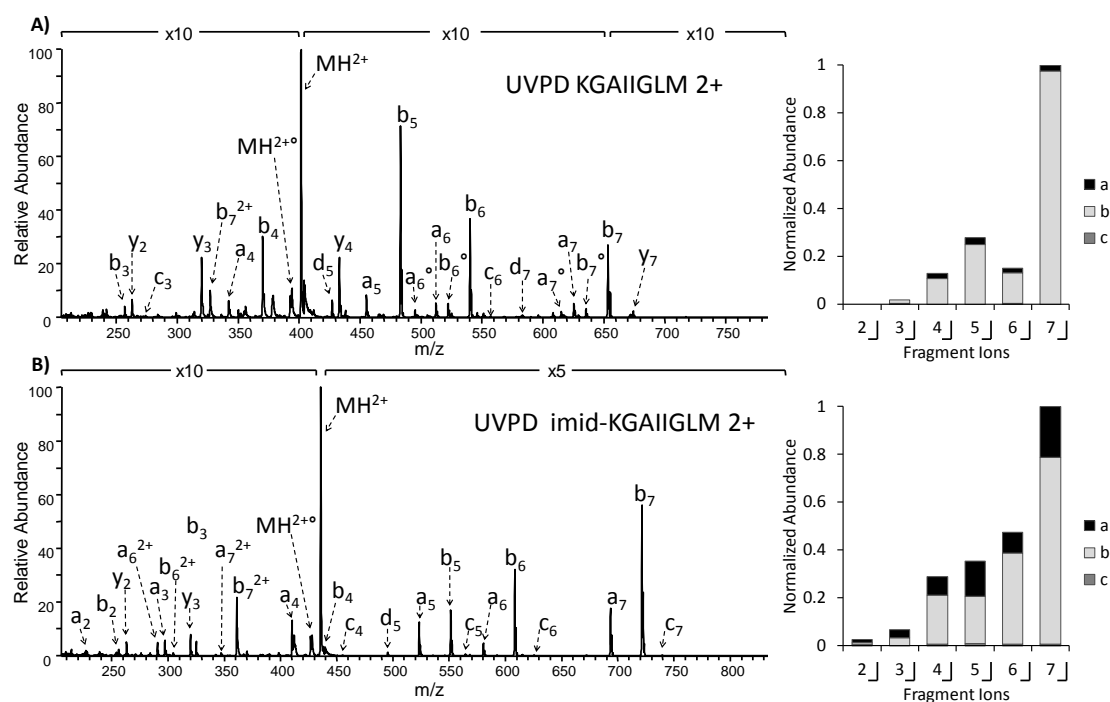 A)
x10 x10 x10
UVPD KGAIIGLM 2+
MH²⁺
MH²⁺°
b₃ y₂ c₃ y₃ b₇²⁺ a₄ b₄ d₅ y₄ a₅ b₅ a₆° a₆ b₆° b₆ c₆ d₇ a₇° a₇ b₇° b₇ y₇
Relative Abundance
100
80
60
40
20
0
250 300 350 400 450 500 550 600 650 700 750
m/z
Normalized Abundance
1
0.8
0.6
0.4
0.2
0
2 3 4 5 6 7
Fragment Ions
a
b
c
B)
x10 x5
UVPD imid-KGAIIGLM 2+
MH²⁺
MH²⁺°
a₂ b₂ y₂ a₆²⁺ a₃ b₆²⁺ b₃ y₃ a₇²⁺ b₇²⁺ a₄ b₄ c₄ d₅ a₅ b₅ c₅ a₆ b₆ c₆ a₇ b₇ c₇
Relative Abundance
100
80
60
40
20
0
250 300 350 400 450 500 550 600 650 700 750 800
m/z
Normalized Abundance
1
0.8
0.6
0.4
0.2
0
2 3 4 5 6 7
Fragment Ions
a
b
c